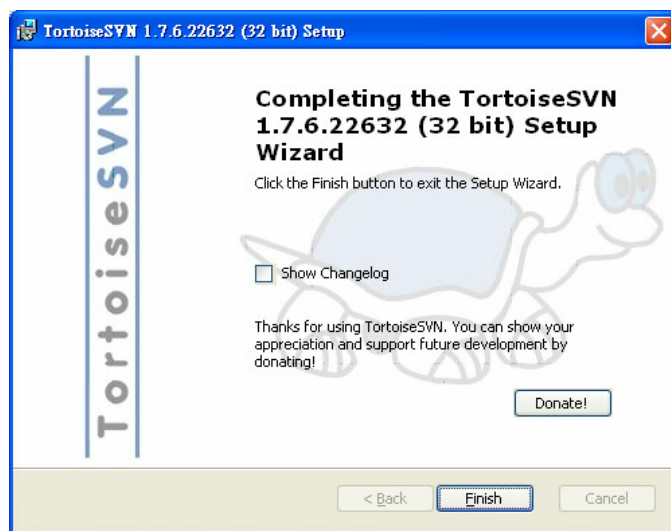 TortoiseSVN 1.7.6.22632 (32 bit) Setup
TortoiseSVN
Completing the TortoiseSVN
1.7.6.22632 (32 bit) Setup
Wizard
Click the Finish button to exit the Setup Wizard.
Show Changelog
Thanks for using TortoiseSVN. You can show your
appreciation and support future development by
donating!
Donate!
< Back
Finish
Cancel